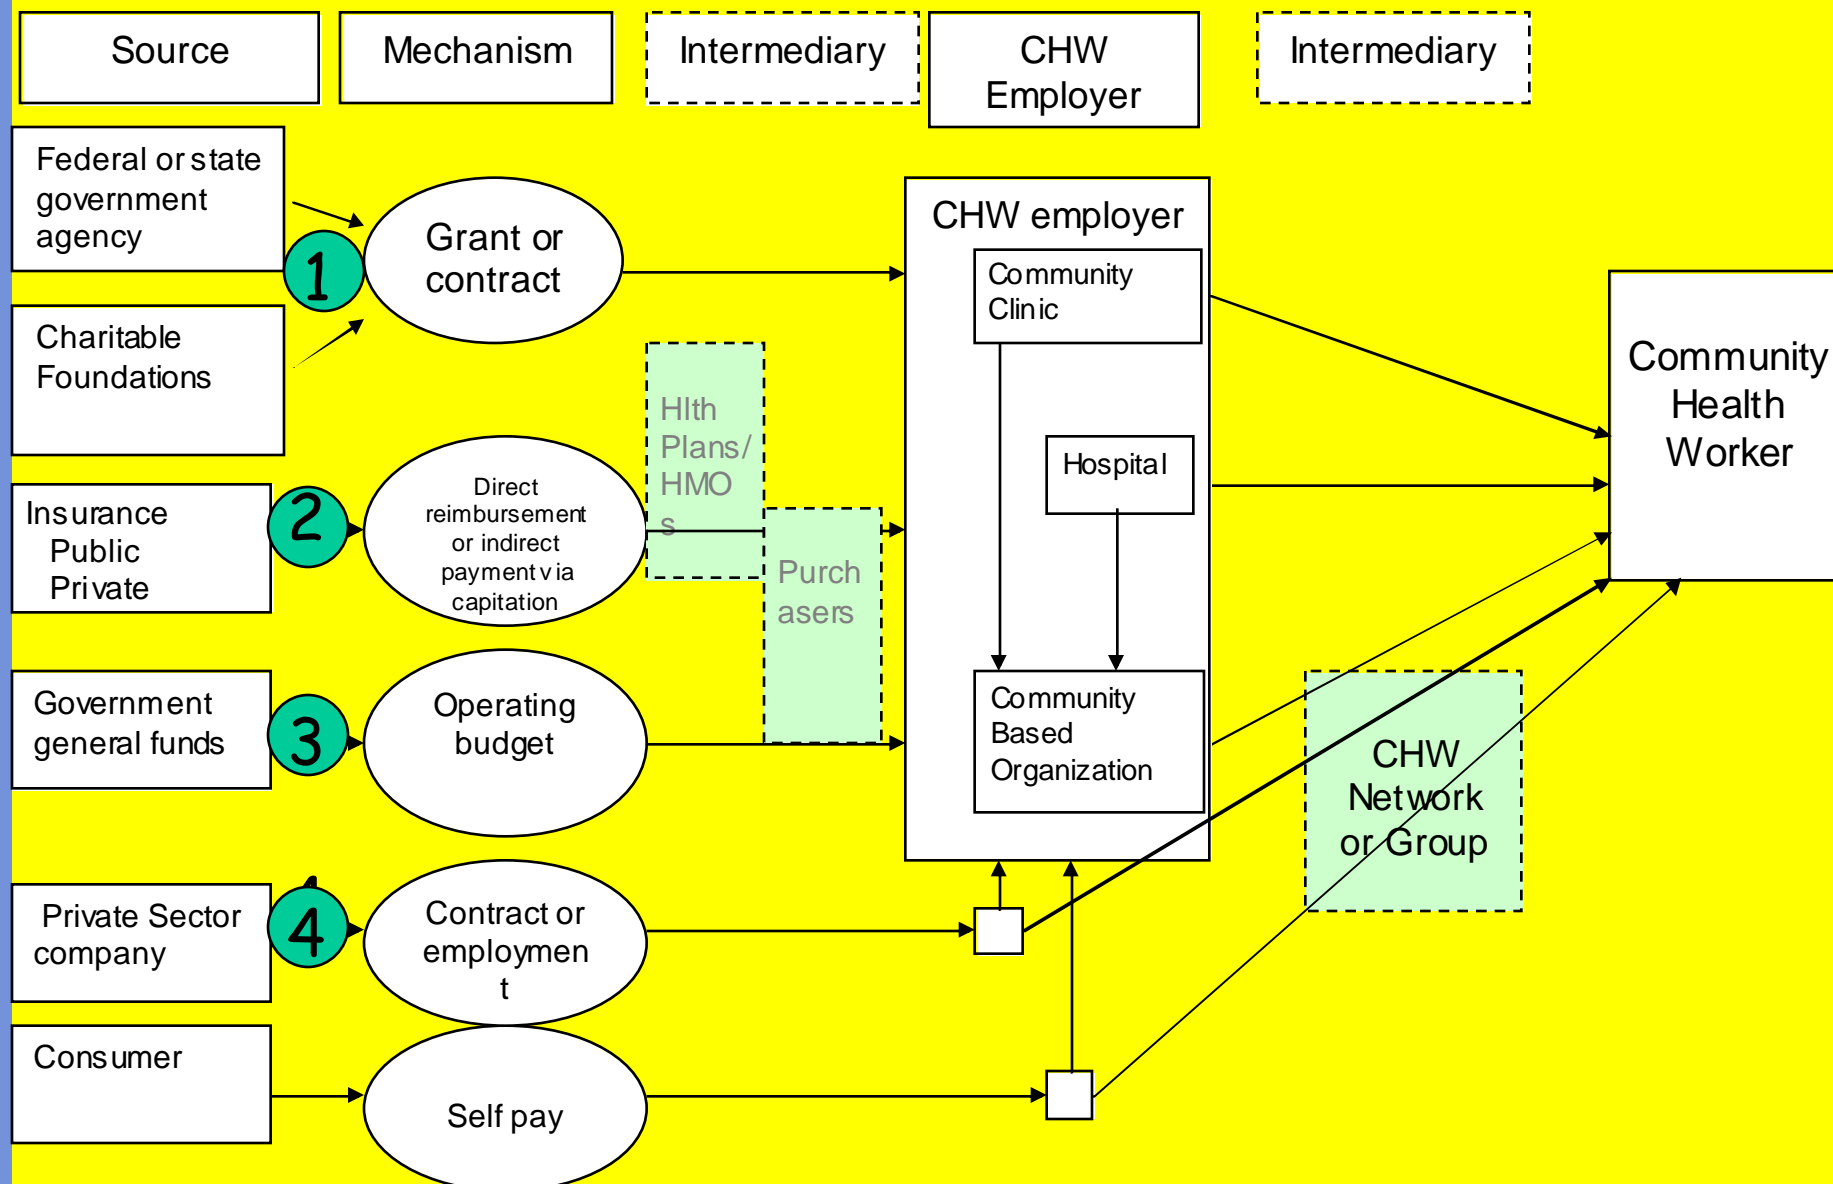 Source
Mechanism
Intermediary
CHW
Employer
Intermediary
Federal or state
government
agency
1
Grant or
contract
Charitable
Foundations
Insurance
Public
Private
2
Direct
reimbursement
or indirect
payment via
capitation
Hlth
Plans/
HMO
s
Purch
asers
Government
general funds
3
Operating
budget
Private Sector
company
4
Contract or
employmen
t
Consumer
Self pay
CHW employer
Community
Clinic
Hospital
Community
Based
Organization
CHW
Network
or Group
Community
Health
Worker